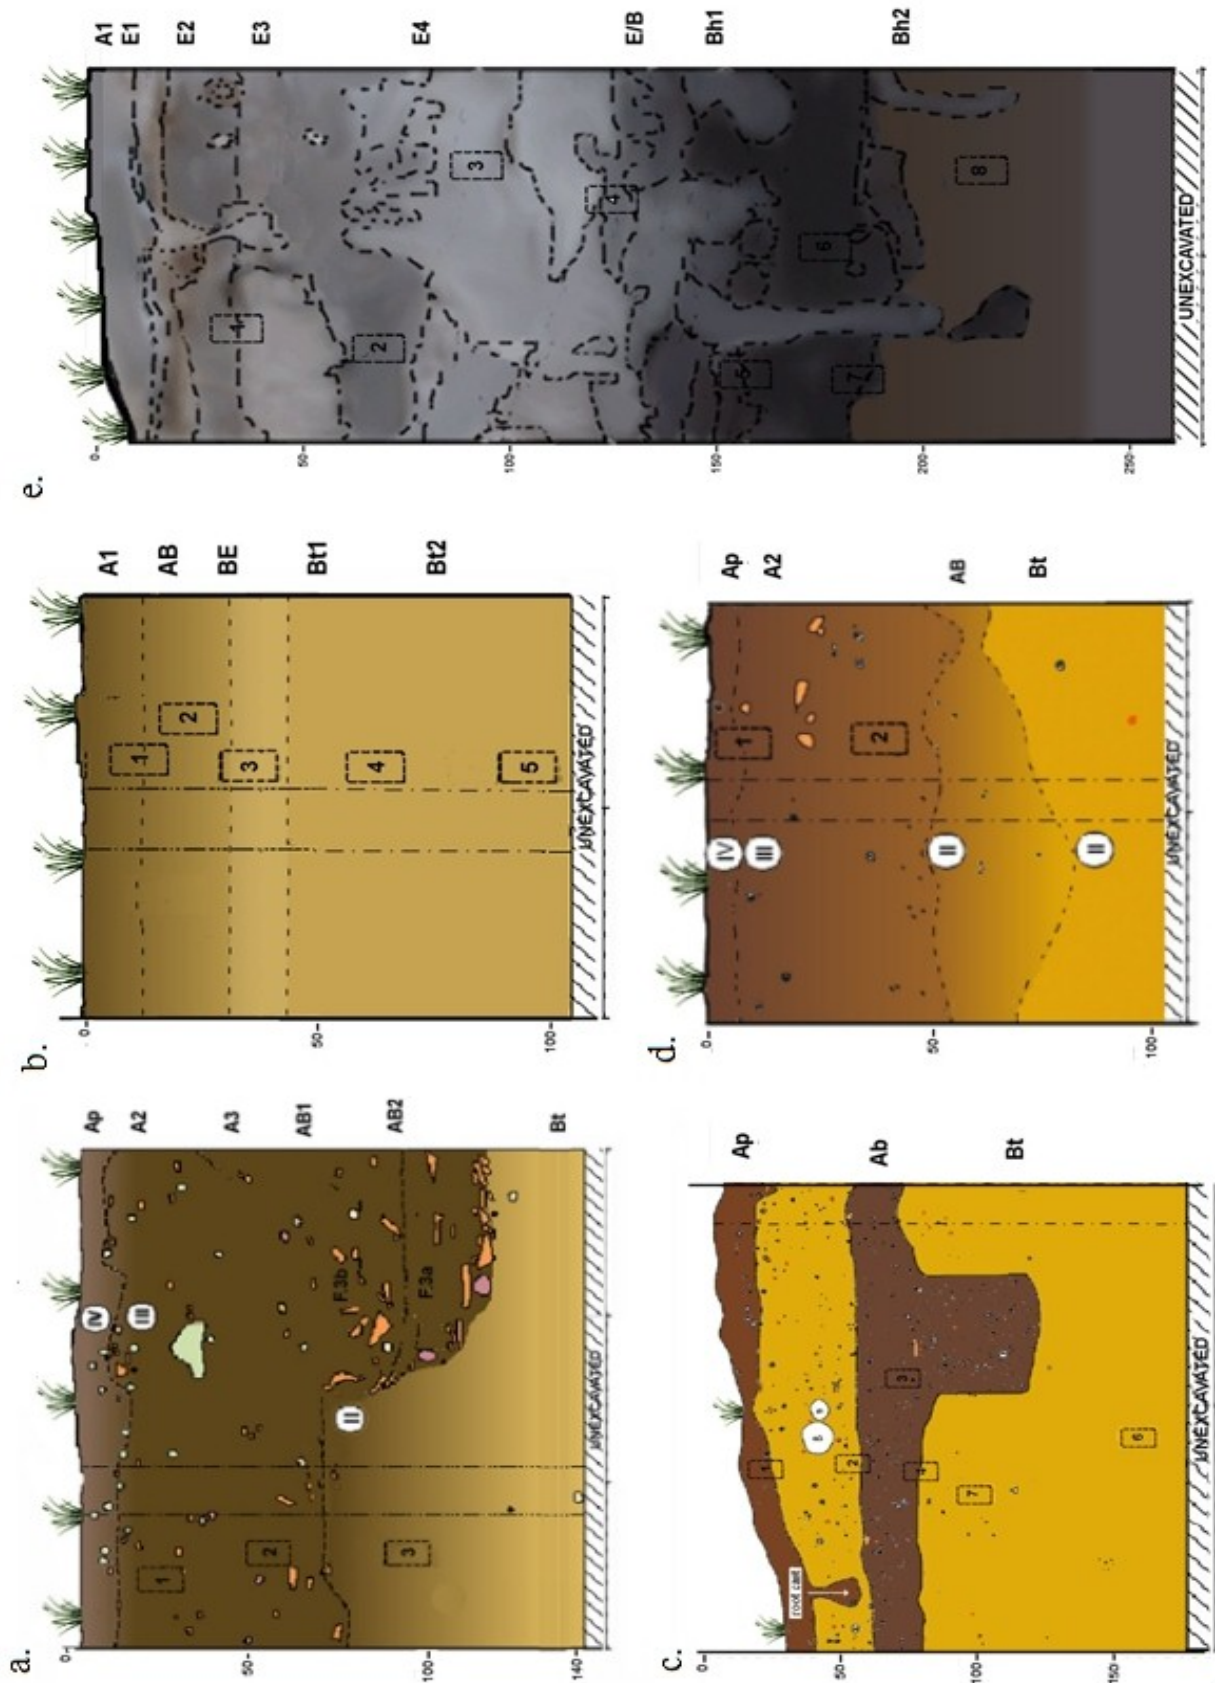 a.
Ap
A2
A3
AB1
AB2
Bt
0-
50-
100-
140-
IV
III
II
F.3b
F.3a
1
2
3
UNEXCAVATED
b.
A1
AB
BE
Bt1
Bt2
0-
50-
100-
1
2
3
4
5
UNEXCAVATED
c.
Ap
Ab
Bt
0-
50-
100-
150-
root cast
1
2
3
4
7
6
UNEXCAVATED
d.
Ap
A2
AB
Bt
0-
50-
100-
IV
III
II
II
1
2
UNEXCAVATED
e.
A1
E1
E2
E3
E4
E/B
Bh1
Bh2
0-
50-
100-
150-
200-
250-
1
2
3
4
5
6
7
8
UNEXCAVATED